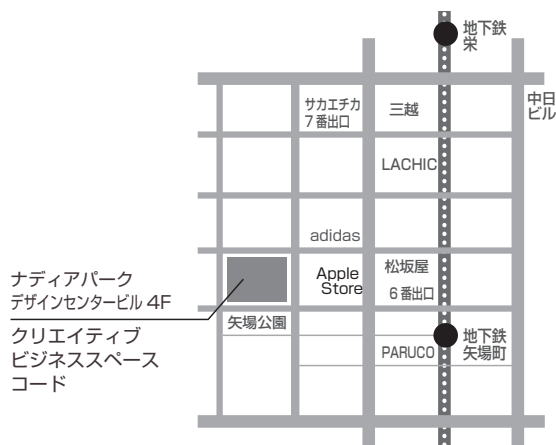 地下鉄
栄
サカエチカ
7番出口
三越
中日
ビル
LACHIC
adidas
Apple
Store
松坂屋
6番出口
ナディアパーク
デザインセンタービル 4F
クリエイティブ
ビジネススペース
コード
矢場公園
PARUCO
地下鉄
矢場町